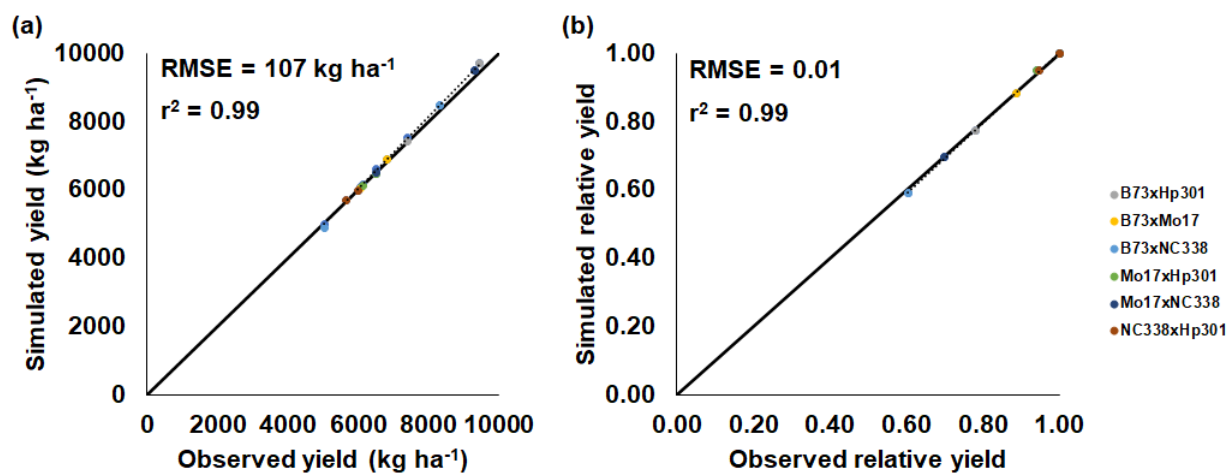 (a)
RMSE = 107 kg ha⁻¹
r² = 0.99
Simulated yield (kg ha⁻¹)
10000
8000
6000
4000
2000
0
0 2000 4000 6000 8000 10000
Observed yield (kg ha⁻¹)
(b)
RMSE = 0.01
r² = 0.99
Simulated relative yield
1.00
0.80
0.60
0.40
0.20
0.00
0.00 0.20 0.40 0.60 0.80 1.00
Observed relative yield
B73xHp301
B73xMo17
B73xNC338
Mo17xHp301
Mo17xNC338
NC338xHp301